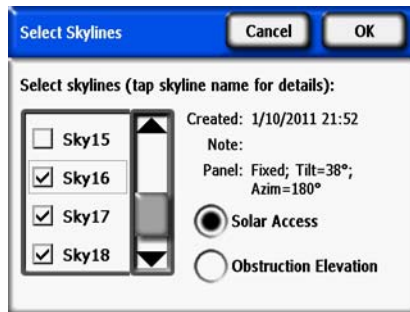 Select Skylines
Cancel
OK
Select skylines (tap skyline name for details):
Sky15
Sky16
Sky17
Sky18
Created: 1/10/2011 21:52
Note:
Panel: Fixed; Tilt=38°;
Azim=180°
Solar Access
Obstruction Elevation